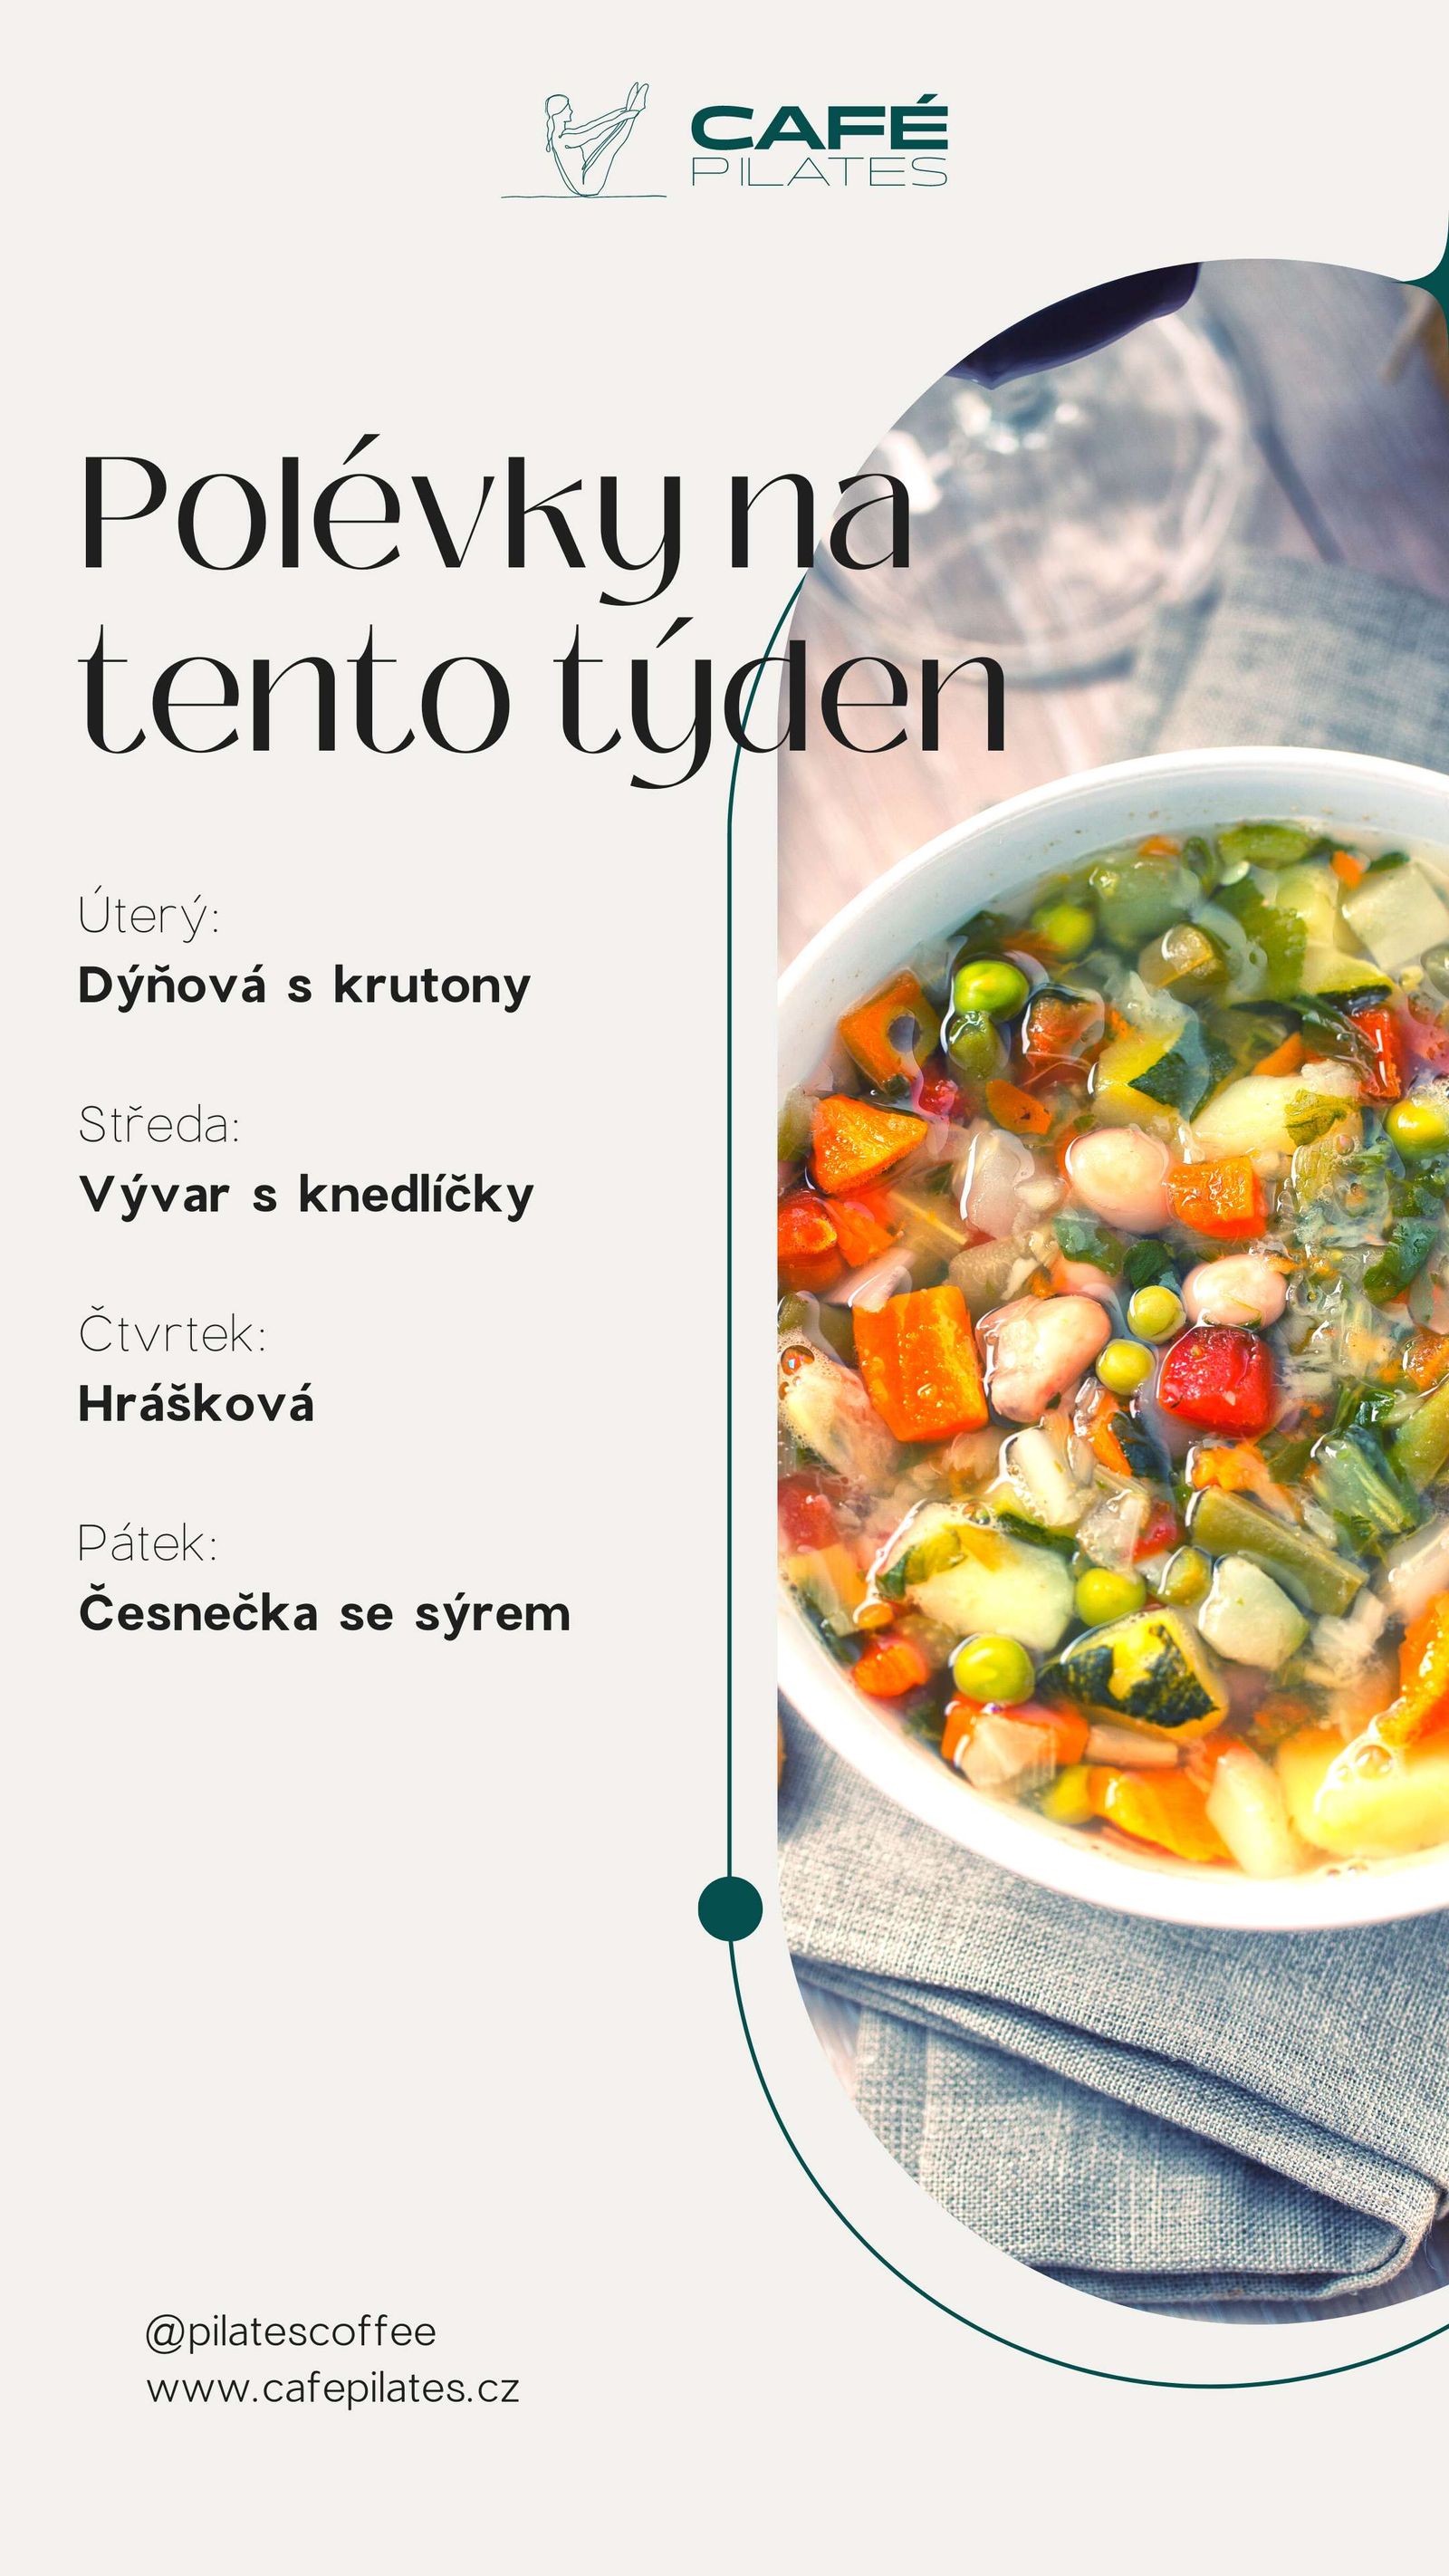 CAFÉ
PILATES
Polévky na
tento týden
Úterý:
Dýňová s krutony
Středa:
Vývar s knedlíčky
Čtvrtek:
Hrášková
Pátek:
Česnečka se sýrem
@pilatescoffee
www.cafepilates.cz